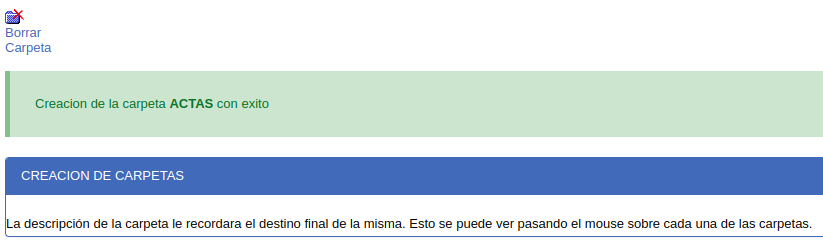 Borrar
Carpeta
Creacion de la carpeta ACTAS con exito
CREACION DE CARPETAS
La descripción de la carpeta le recordara el destino final de la misma. Esto se puede ver pasando el mouse sobre cada una de las carpetas.